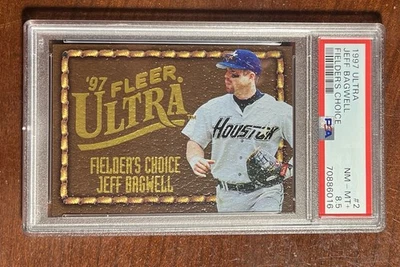 '97 FLEER
ULTRA
FIELDER'S CHOICE
JEFF BAGWELL
HOUSTON
1997 ULTRA
JEFF BAGWELL
FIELDER'S CHOICE
PSA
#2
NM - MT+
8.5
70886016